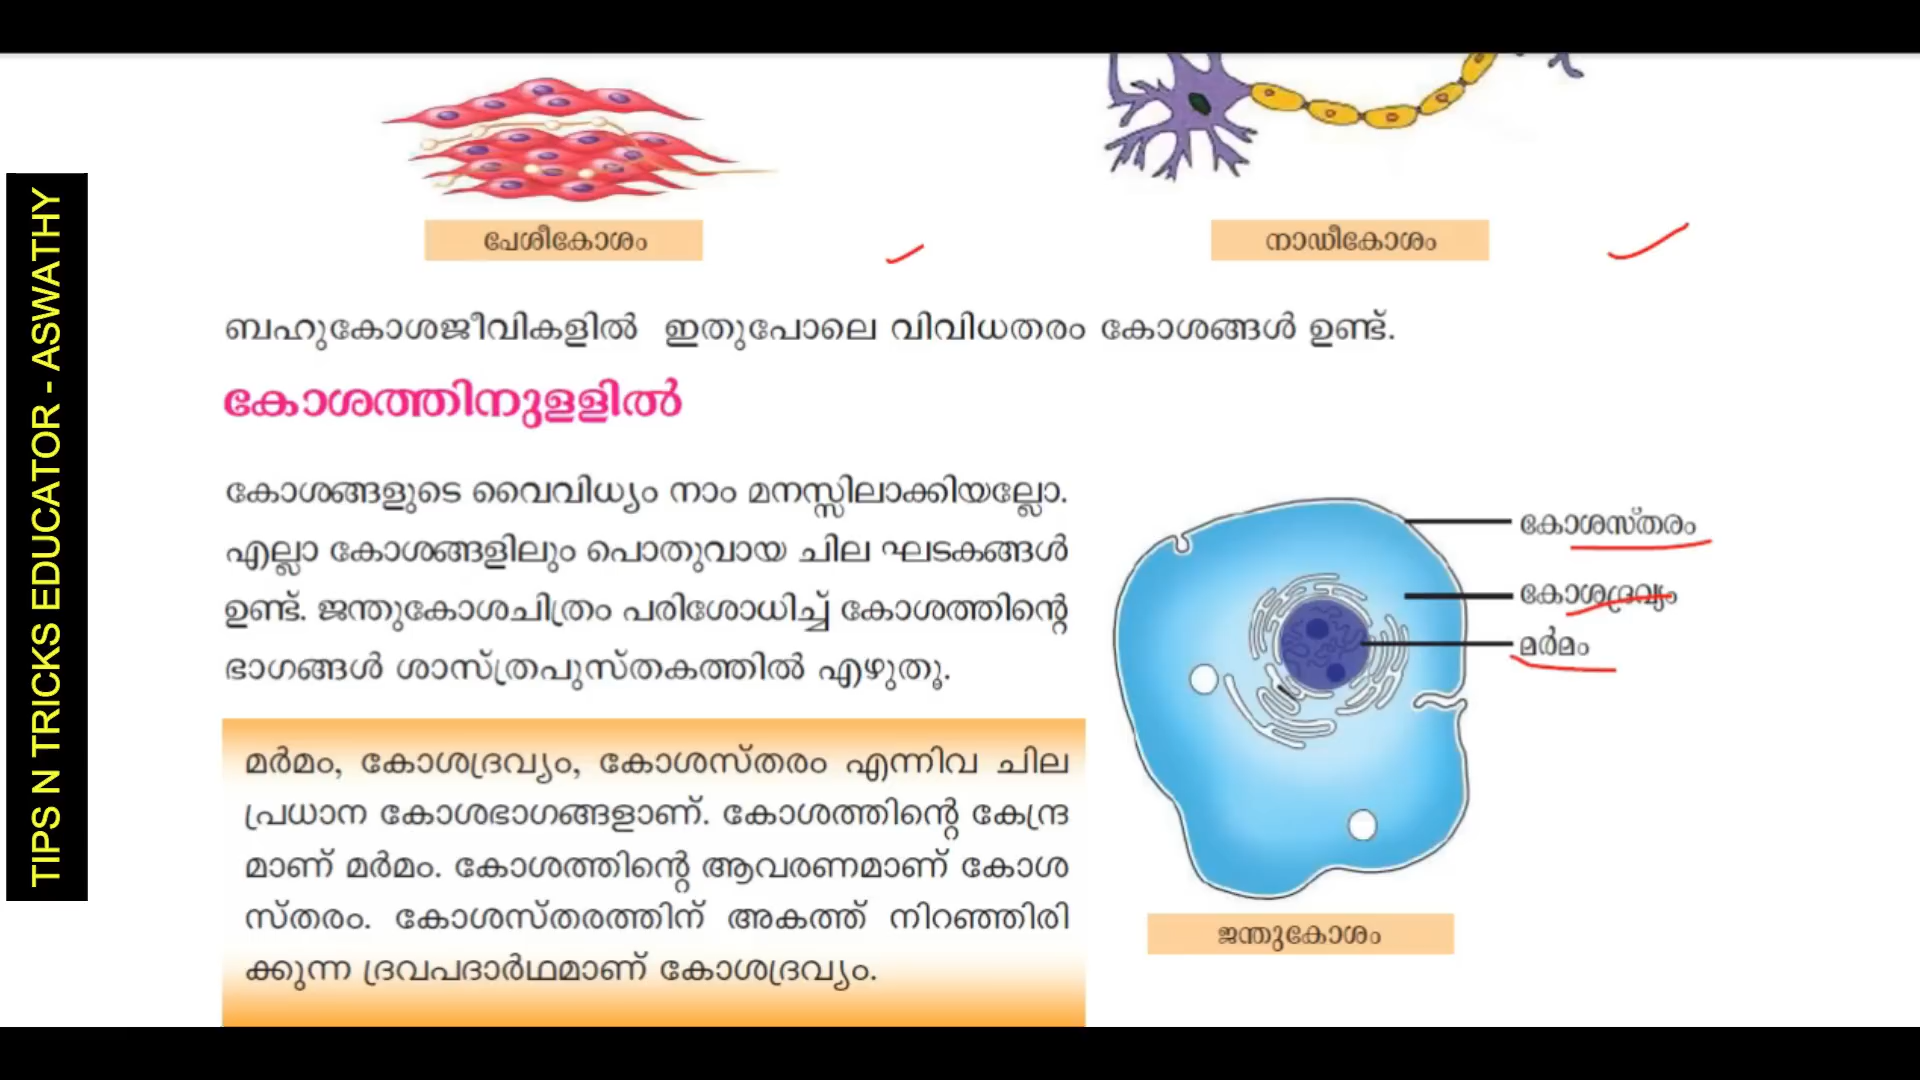 TIPS N TRICKS EDUCATOR - ASWATHY
പേശീകോശം
നാഡീകോശം
ബഹുകോശജീവികളിൽ ഇതുപോലെ വിവിധതരം കോശങ്ങൾ ഉണ്ട്.
കോശത്തിനുള്ളിൽ
കോശങ്ങളുടെ വൈവിധ്യം നാം മനസ്സിലാക്കിയല്ലോ.
എല്ലാ കോശങ്ങളിലും പൊതുവായ ചില ഘടകങ്ങൾ
ഉണ്ട്. ജന്തുകോശചിത്രം പരിശോധിച്ച് കോശത്തിന്റെ
ഭാഗങ്ങൾ ശാസ്ത്രപുസ്തകത്തിൽ എഴുതൂ.
മർമം, കോശദ്രവ്യം, കോശസ്തരം എന്നിവ ചില
പ്രധാന കോശഭാഗങ്ങളാണ്. കോശത്തിന്റെ കേന്ദ്ര
മാണ് മർമം. കോശത്തിന്റെ ആവരണമാണ് കോശ
സ്തരം. കോശസ്തരത്തിന് അകത്ത് നിറഞ്ഞിരി
ക്കുന്ന ദ്രവപദാർഥമാണ് കോശദ്രവ്യം.
കോശസ്തരം
കോശദ്രവ്യം
മർമം
ജന്തുകോശം